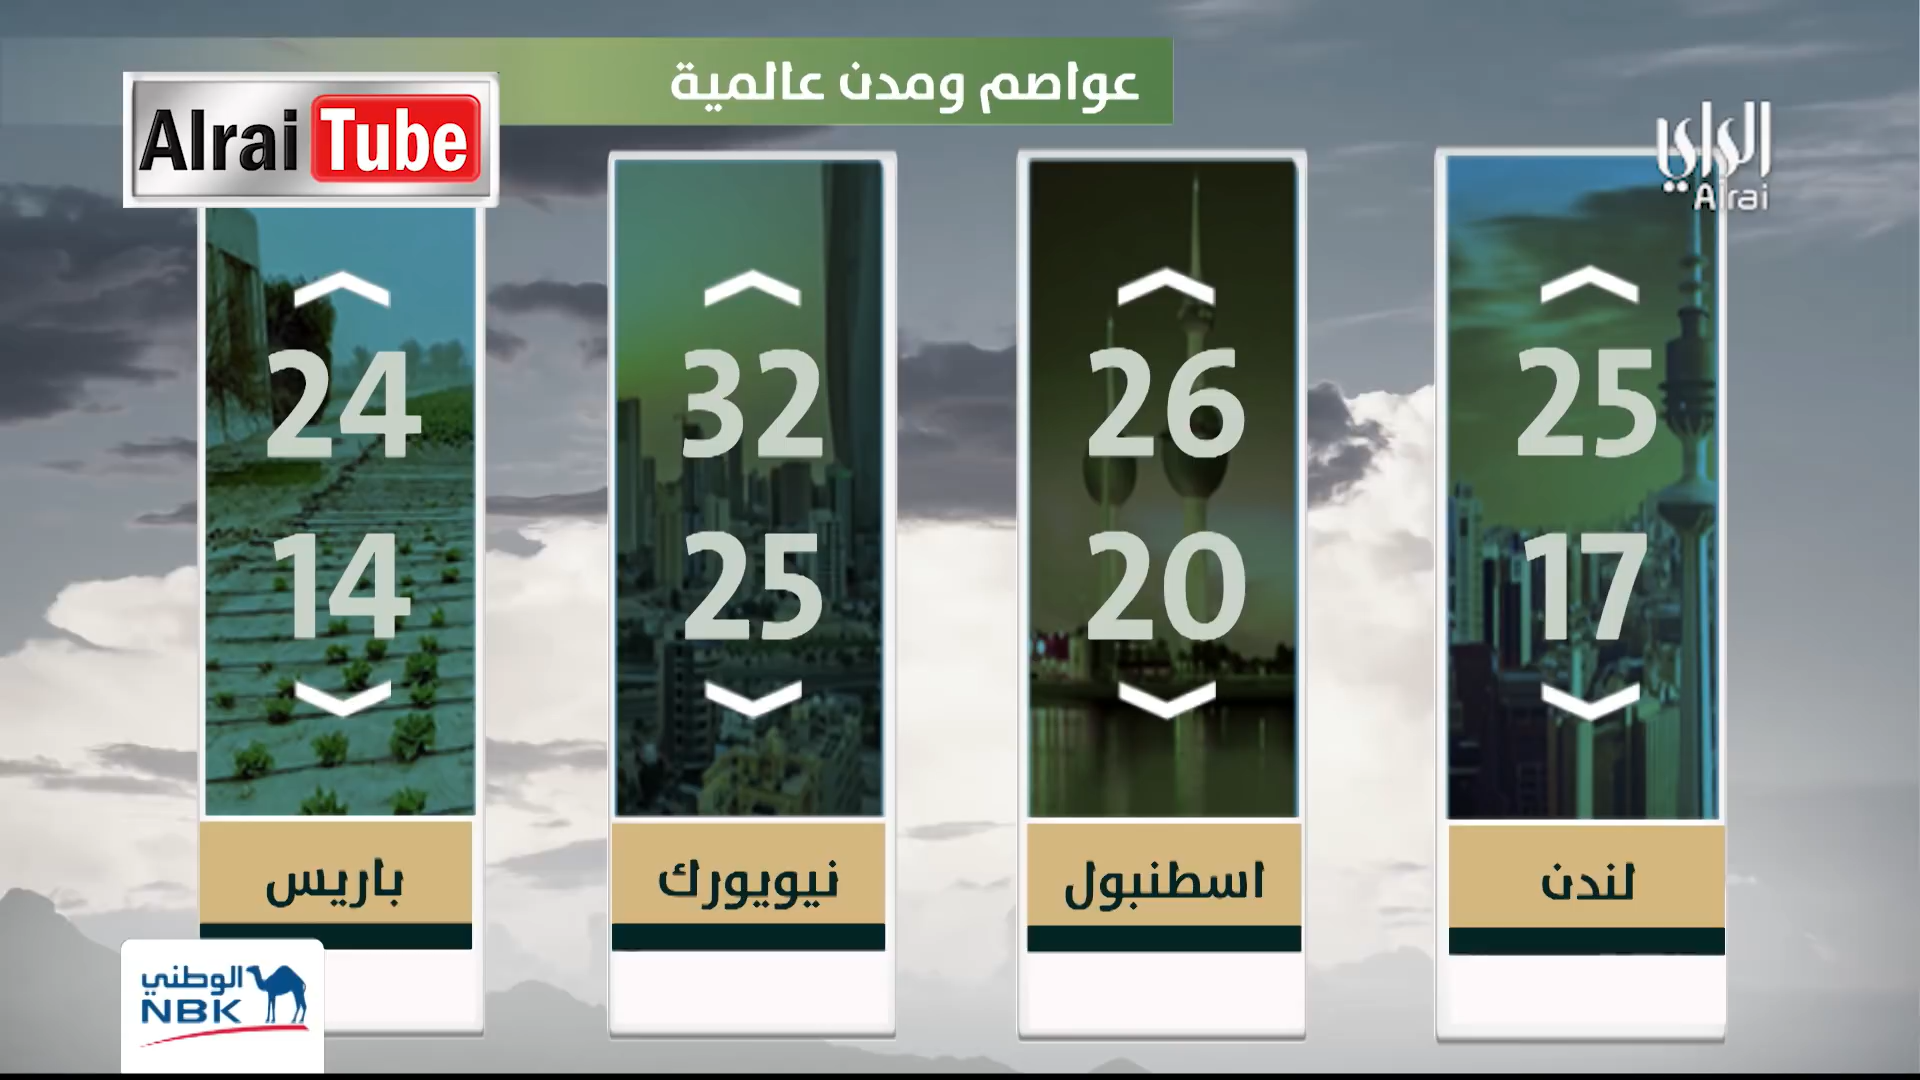 عواصم ومدن عالمية
Alrai Tube
الراي
Alrai
25
17
لندن
26
20
اسطنبول
32
25
نيويورك
24
14
باريس
الوطني
NBK